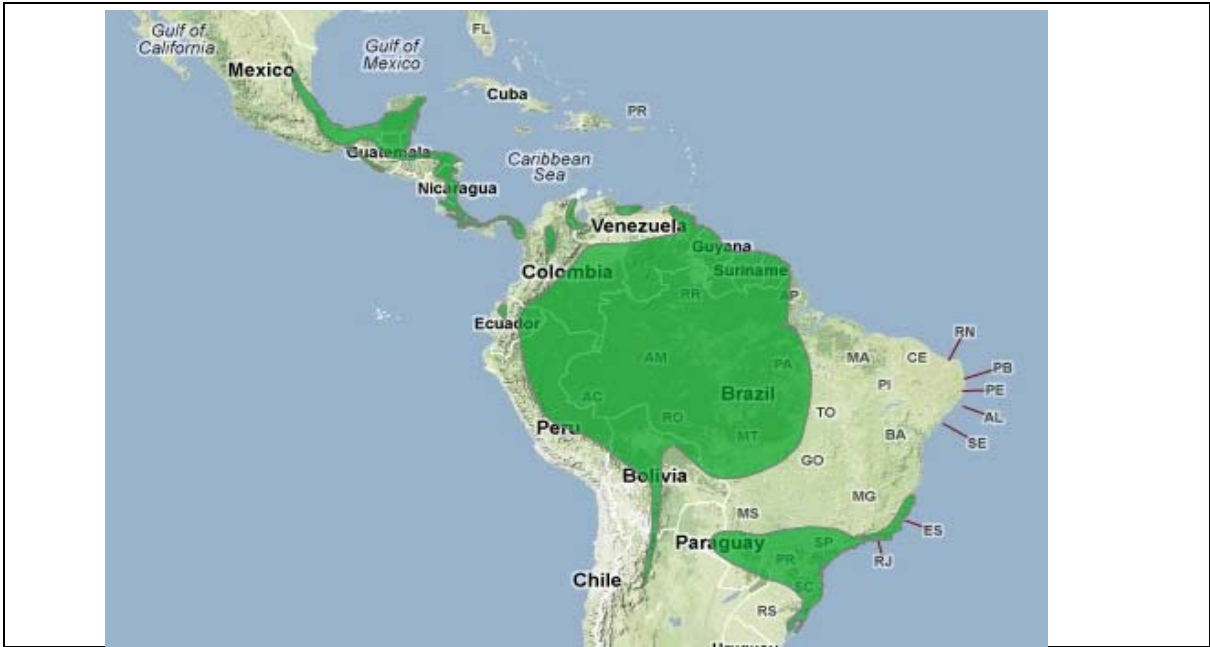 Gulf of
California
Gulf of
Mexico
FL
Mexico
Cuba
PR
Guatemala
Caribbean
Sea
Nicaragua
Venezuela
Guyana
Colombia
Suriname
RR
AP
Ecuador
RN
AM
PA
MA
CE
PB
PI
PE
AC
Brazil
TO
AL
RO
Peru
MT
BA
SE
GO
Bolivia
MG
MS
ES
Paraguay
SP
PR
RJ
Chile
SC
RS
Uruguay